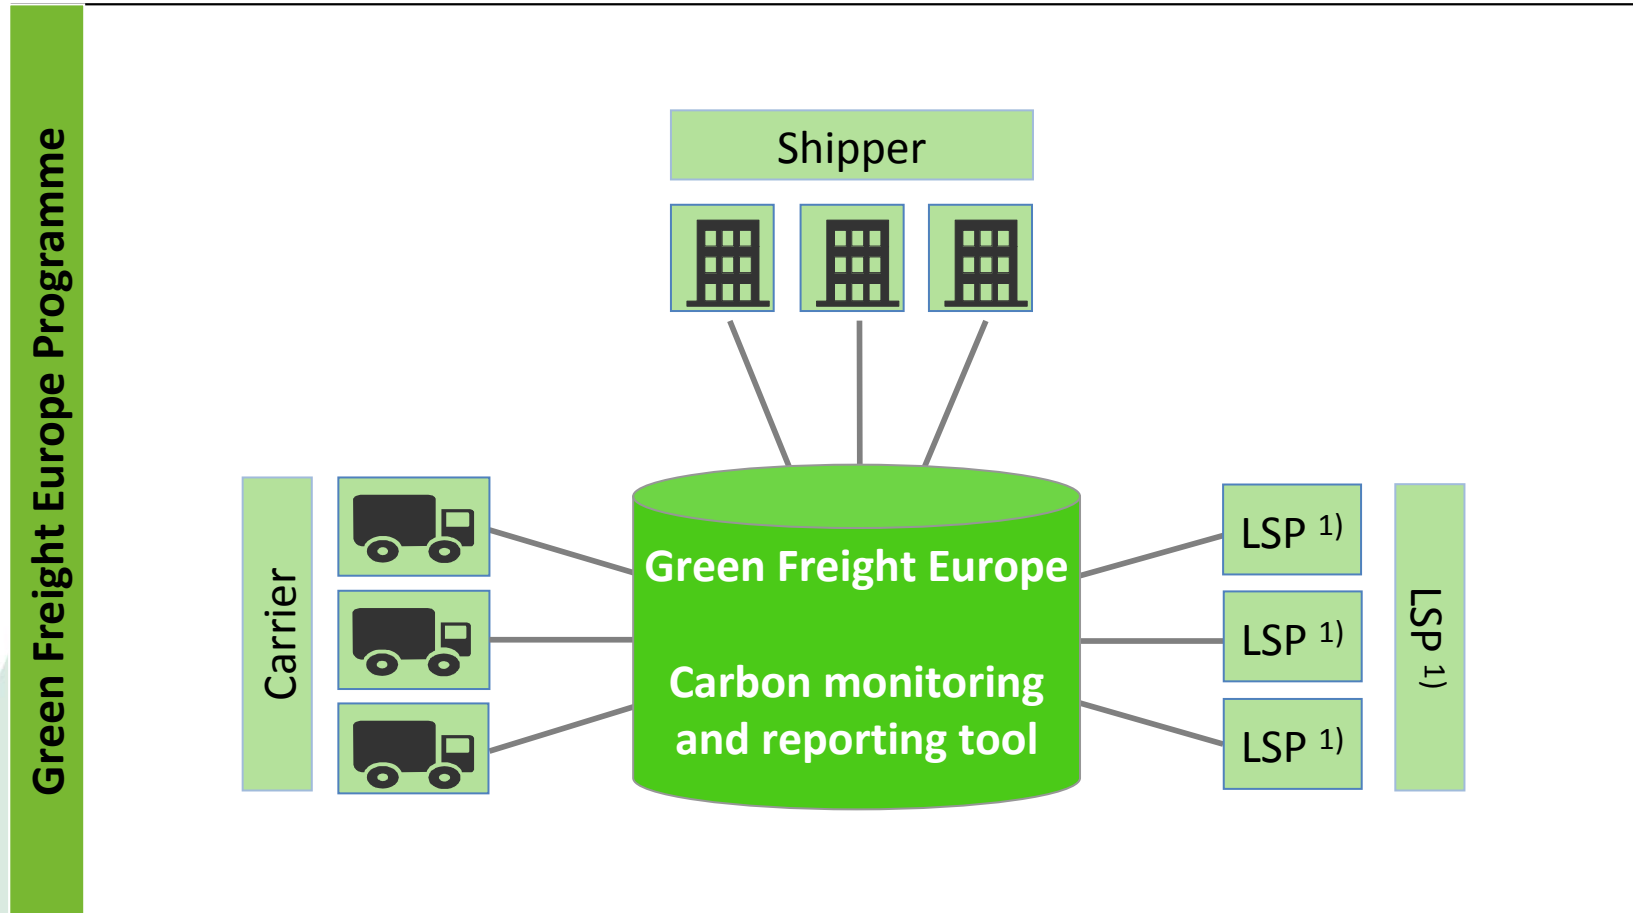 Green Freight Europe Programme
Shipper
Carrier
Green Freight Europe
Carbon monitoring
and reporting tool
LSP 1)
LSP 1)
LSP 1)
LSP 1)